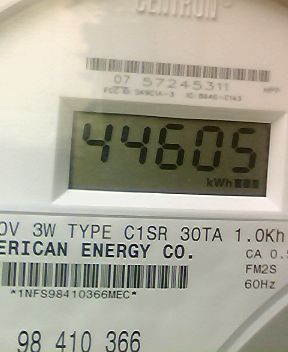 CENTRON®
07 57245311
44605
kWh
0V 3W TYPE C1SR 30TA 1.0Kh
ERICAN ENERGY CO.
CA 0.5
FM2S
*1NFS98410366MEC*
60Hz
98 410 366